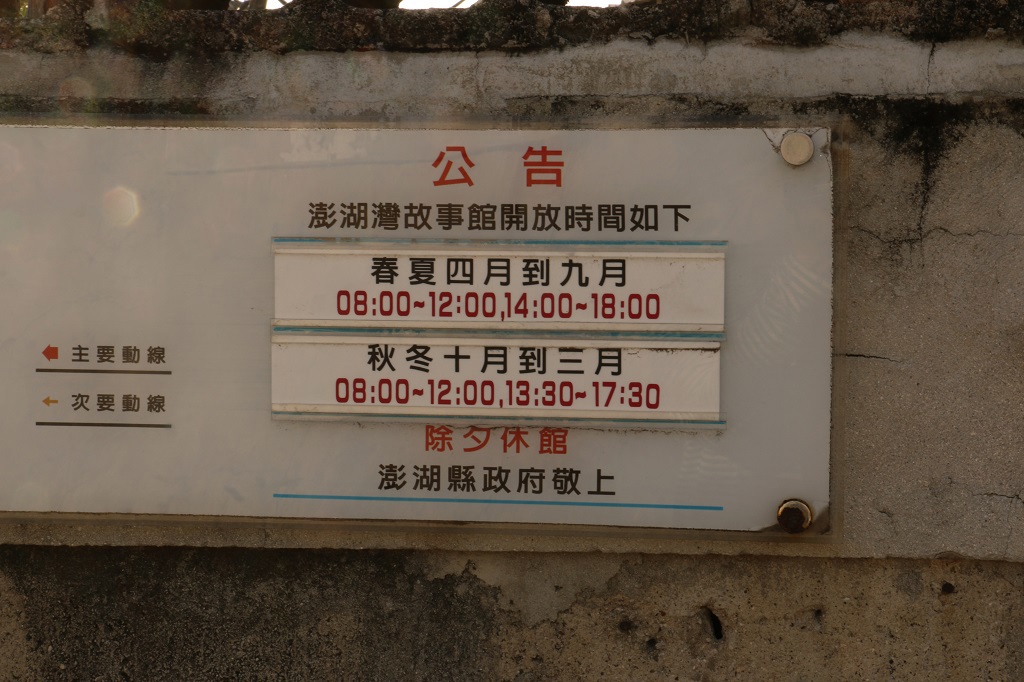 公告
澎湖灣故事館開放時間如下
春夏四月到九月
08:00~12:00,14:00~18:00
秋冬十月到三月
08:00~12:00,13:30~17:30
除夕休館
澎湖縣政府敬上
主要動線
次要動線